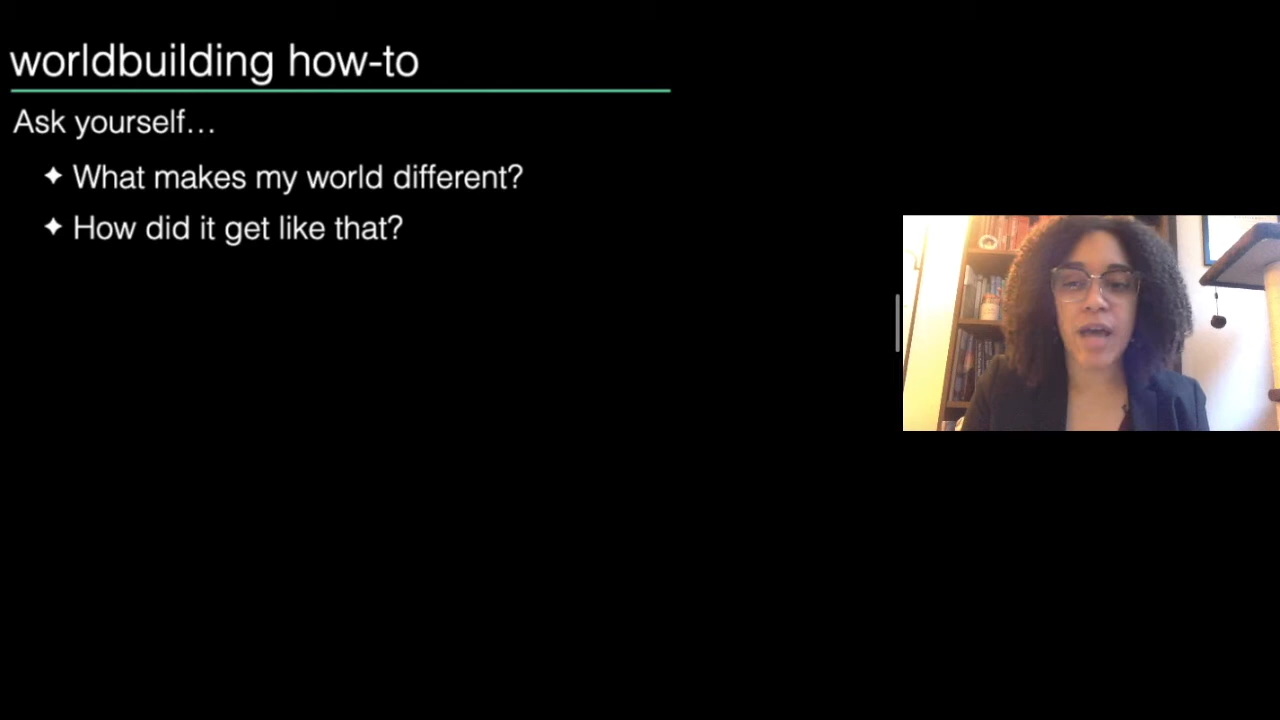 worldbuilding how-to
Ask yourself…
✦ What makes my world different?
✦ How did it get like that?